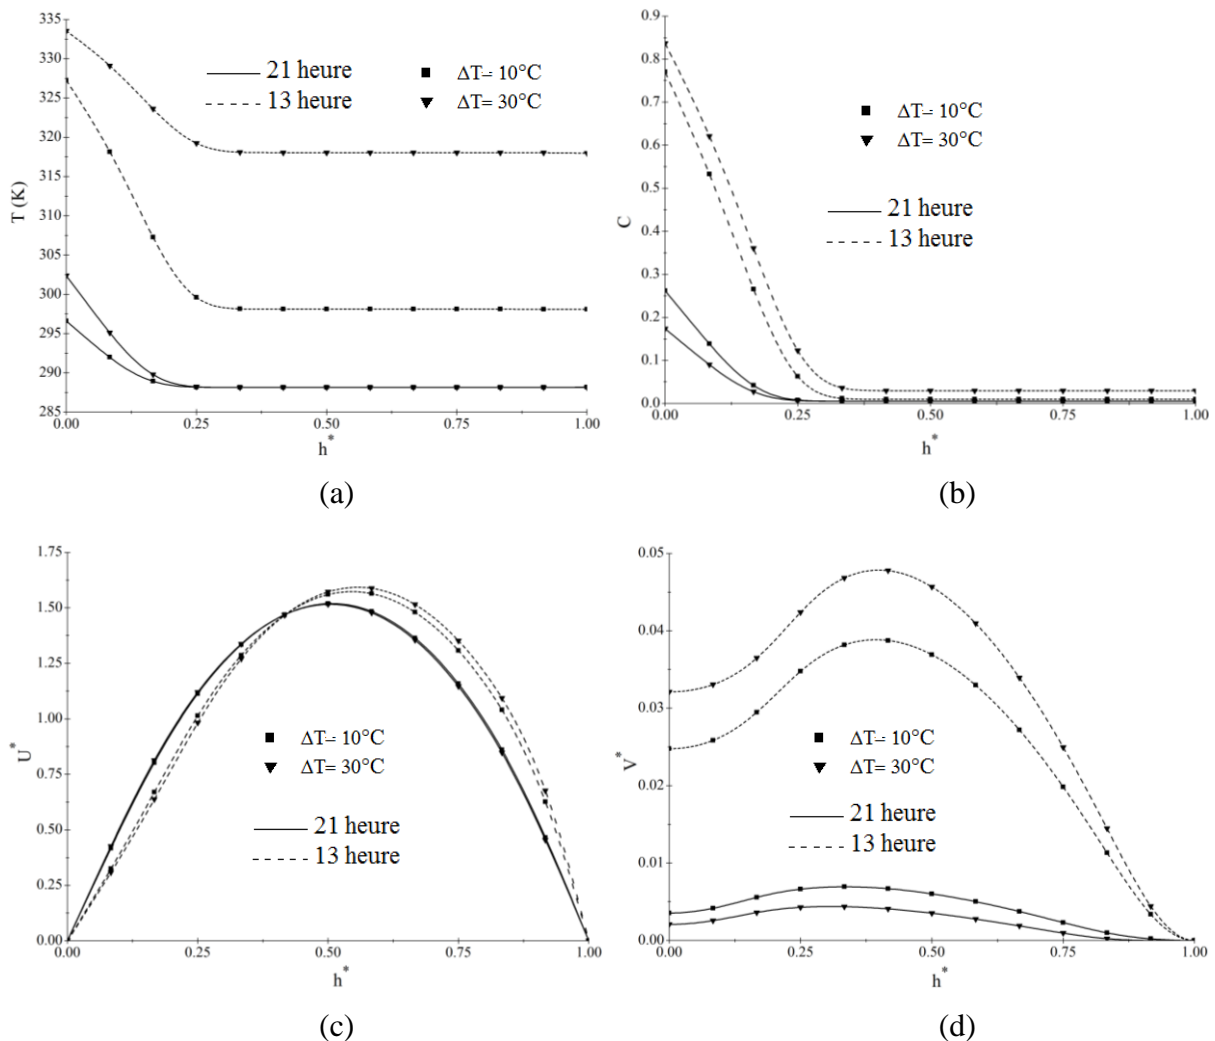 335
330
325
320
315
310
305
300
295
290
285
T (K)
21 heure
13 heure
ΔT= 10°C
ΔT= 30°C
0.00
0.25
0.50
0.75
1.00
h*
(a)
0.9
0.8
0.7
0.6
0.5
0.4
0.3
0.2
0.1
0.0
C
ΔT= 10°C
ΔT= 30°C
21 heure
13 heure
0.00
0.25
0.50
0.75
1.00
h*
(b)
1.75
1.50
1.25
1.00
0.75
0.50
0.25
0.00
U*
ΔT= 10°C
ΔT= 30°C
21 heure
13 heure
0.00
0.25
0.50
0.75
1.00
h*
(c)
0.05
0.04
0.03
0.02
0.01
0.00
V*
ΔT= 10°C
ΔT= 30°C
21 heure
13 heure
0.00
0.25
0.50
0.75
1.00
h*
(d)